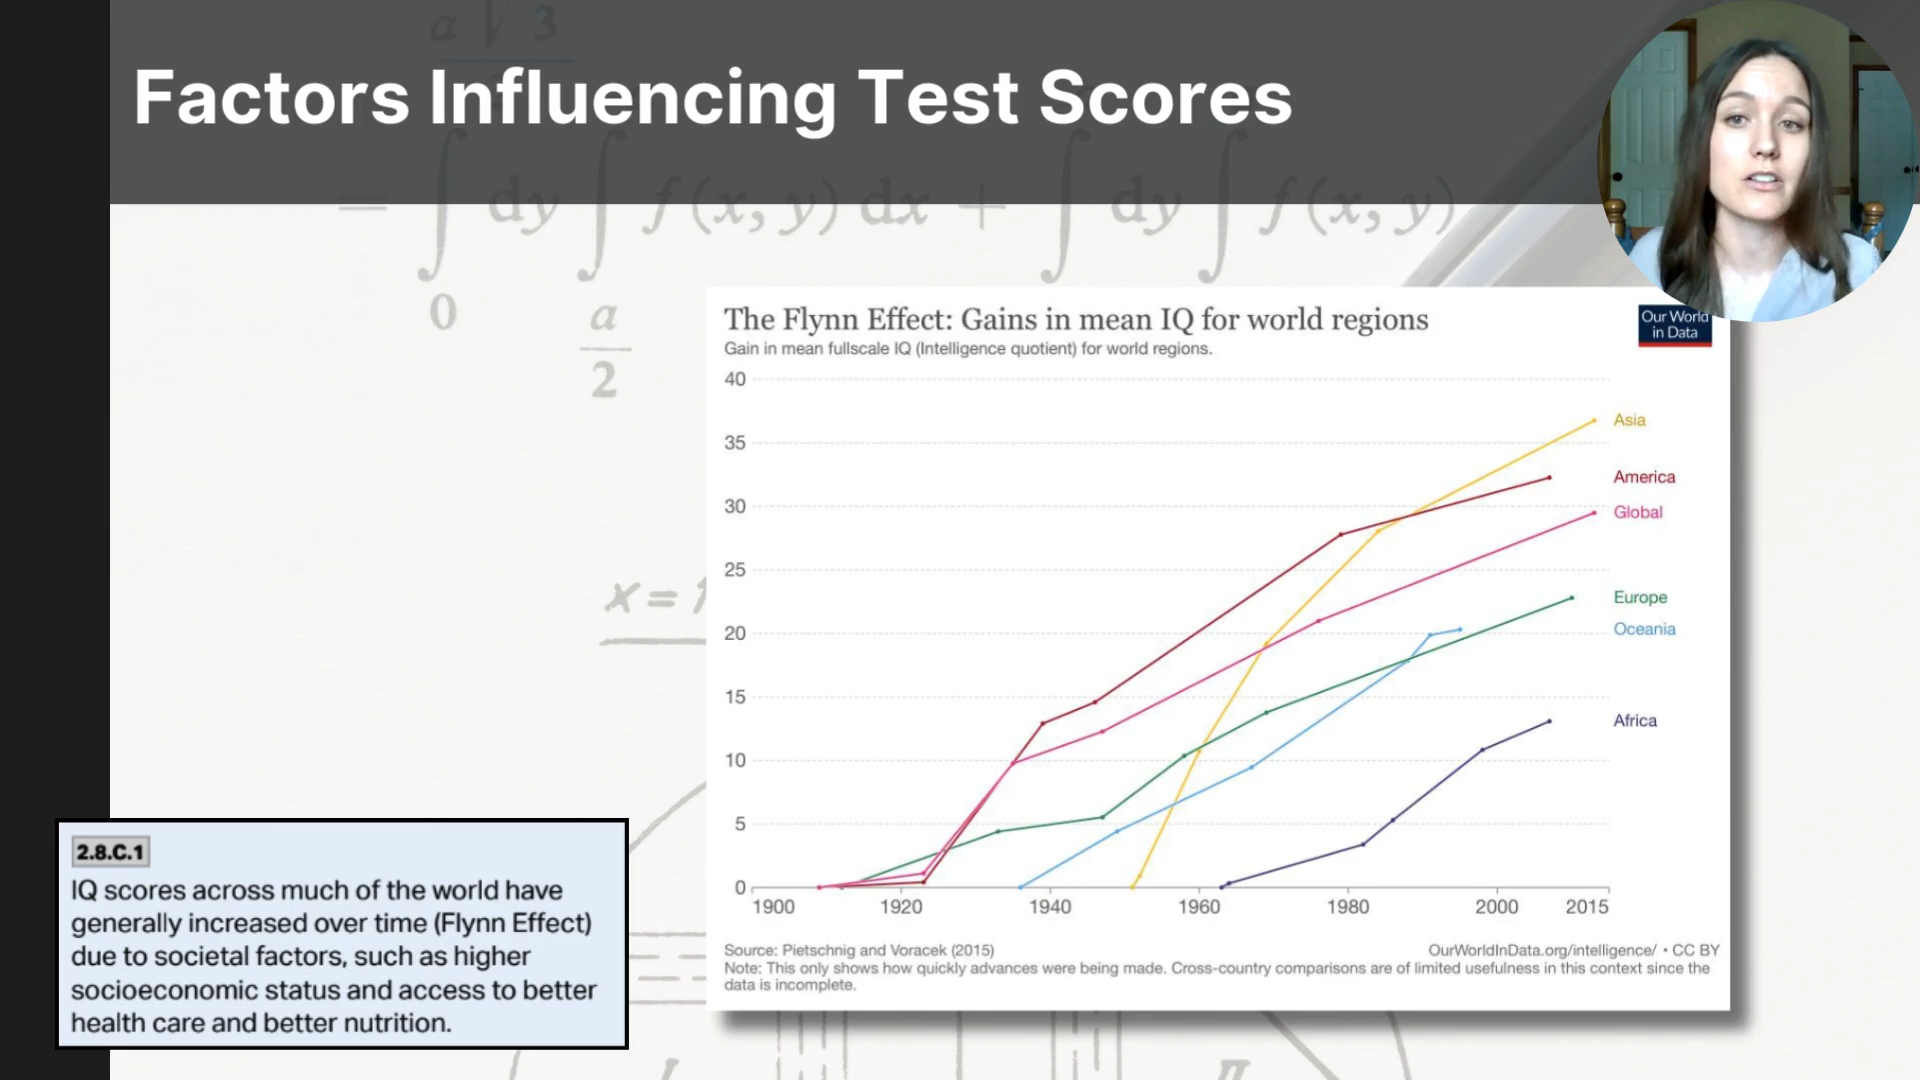 a √ 3
Factors Influencing Test Scores
= ∫ dy ∫ f (x, y) dx + ∫ dy ∫ f (x, y)
0
a
2
x =
The Flynn Effect: Gains in mean IQ for world regions
Gain in mean fullscale IQ (Intelligence quotient) for world regions.
Our World
in Data
40
35
30
25
20
15
10
5
0
Asia
America
Global
Europe
Oceania
Africa
1900 1920 1940 1960 1980 2000 2015
Source: Pietschnig and Voracek (2015)
OurWorldInData.org/intelligence/ • CC BY
Note: This only shows how quickly advances were being made. Cross-country comparisons are of limited usefulness in this context since the
data is incomplete.
2.8.C.1
IQ scores across much of the world have
generally increased over time (Flynn Effect)
due to societal factors, such as higher
socioeconomic status and access to better
health care and better nutrition.